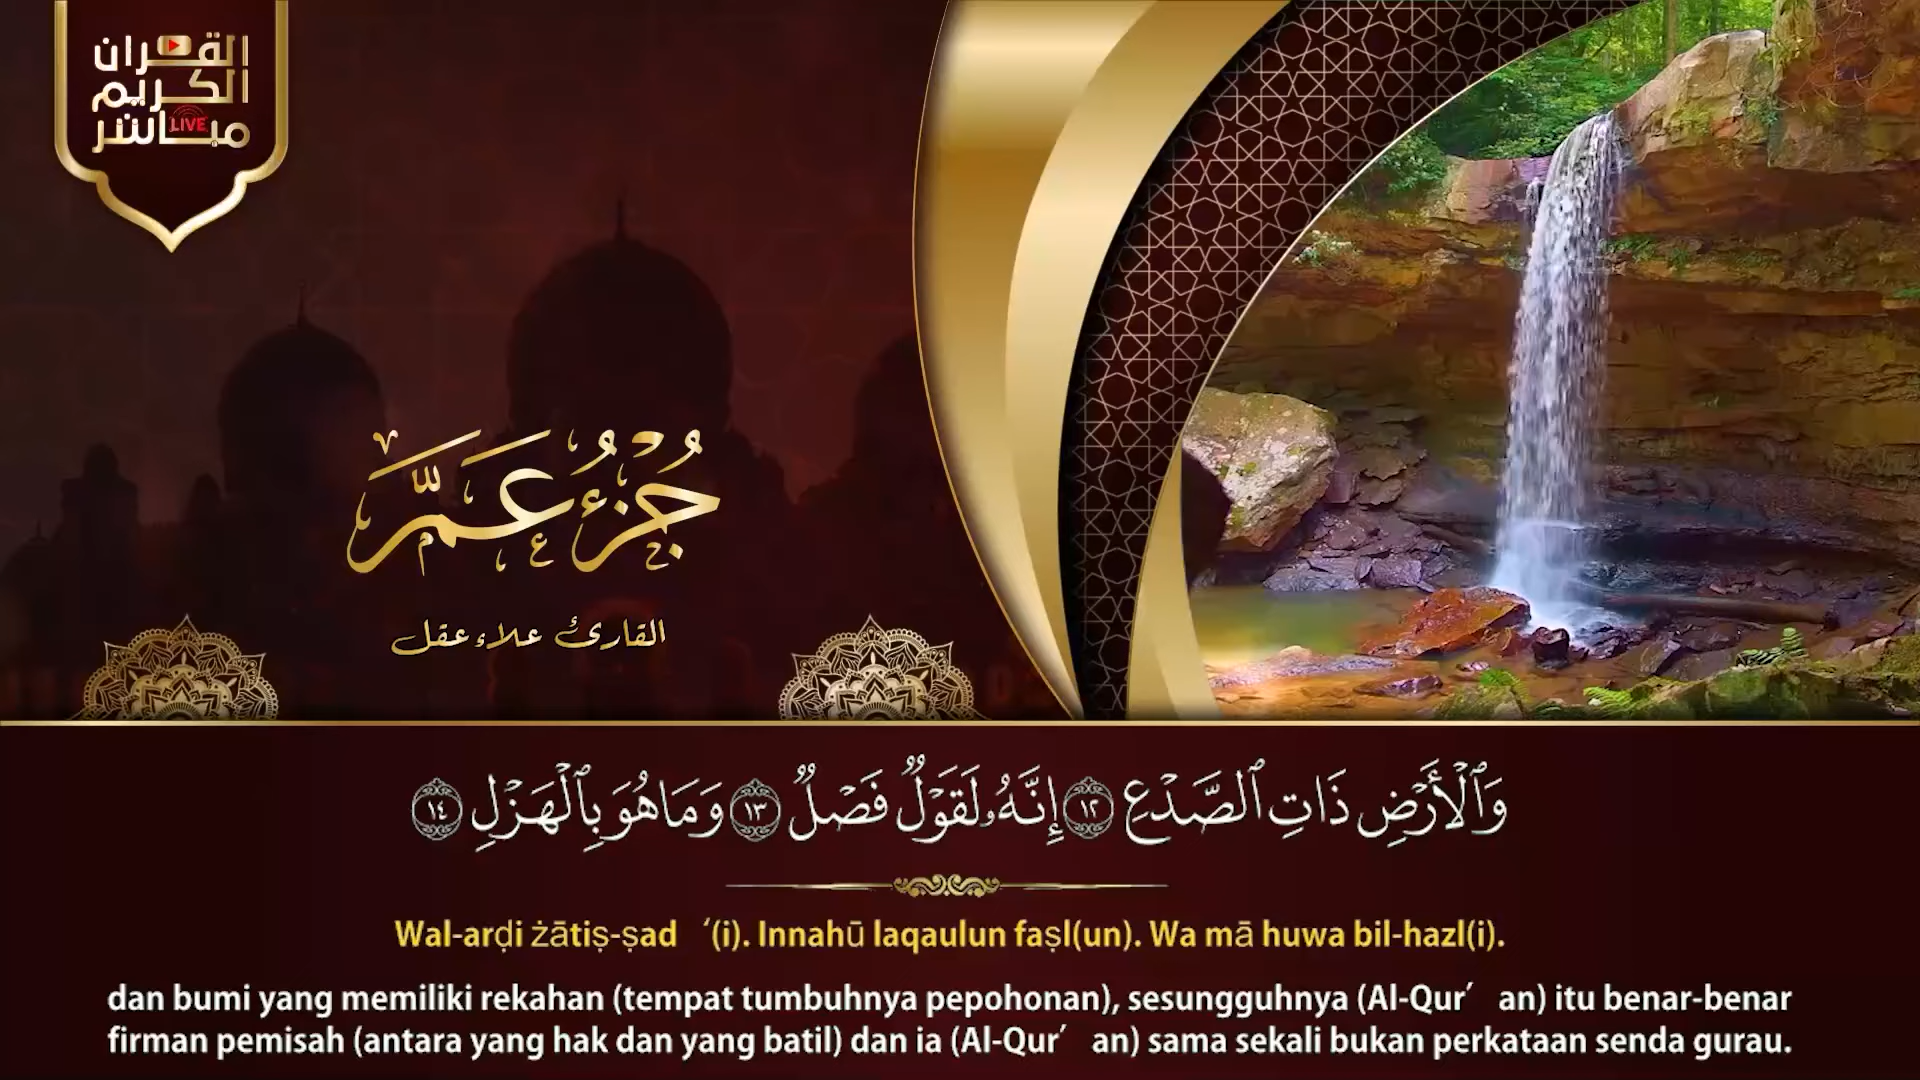 القرآن
الكريم
مباشر
LIVE
جُزْءُ عَمَّ
القارئ علاء عقل
وَٱلۡأَرۡضِ ذَاتِ ٱلصَّدۡعِ ١٢ إِنَّهُۥ لَقَوۡلٞ فَصۡلٞ ١٣ وَمَا هُوَ بِٱلۡهَزۡلِ ١٤
Wal-arḍi żātiṣ-ṣad ‘(i). Innahū laqaulun faṣl(un). Wa mā huwa bil-hazl(i).
dan bumi yang memiliki rekahan (tempat tumbuhnya pepohonan), sesungguhnya (Al-Qur′ an) itu benar-benar
firman pemisah (antara yang hak dan yang batil) dan ia (Al-Qur′ an) sama sekali bukan perkataan senda gurau.